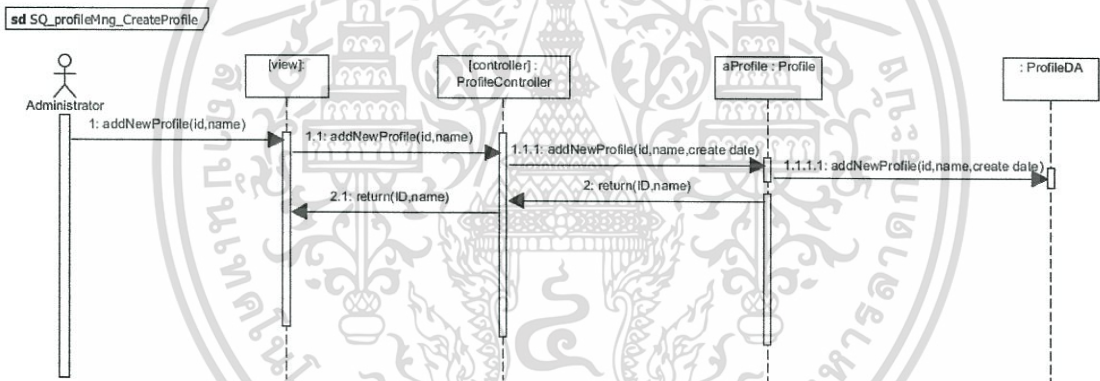 sd SQ_profileMng_CreateProfile
Administrator
[view]:
[controller] :
ProfileController
aProfile : Profile
: ProfileDA
1: addNewProfile(id,name)
1.1: addNewProfile(id,name)
1.1.1: addNewProfile(id,name,create date)
1.1.1.1: addNewProfile(id,name,create date)
2: return(ID,name)
2.1: return(ID,name)